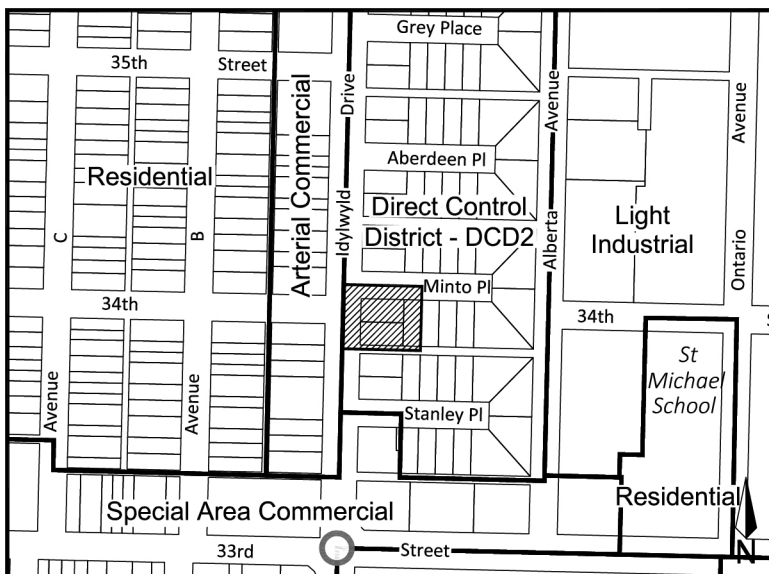 Grey Place
35th Street
Drive
Avenue
Avenue
Aberdeen Pl
Residential
Arterial Commercial
Direct Control
District - DCD2
Light
Industrial
C
B
Idylwyld
Alberta
Ontario
Minto Pl
34th
34th
S
St
Michael
School
Avenue
Avenue
Stanley Pl
Residential
Special Area Commercial
33rd
Street
N